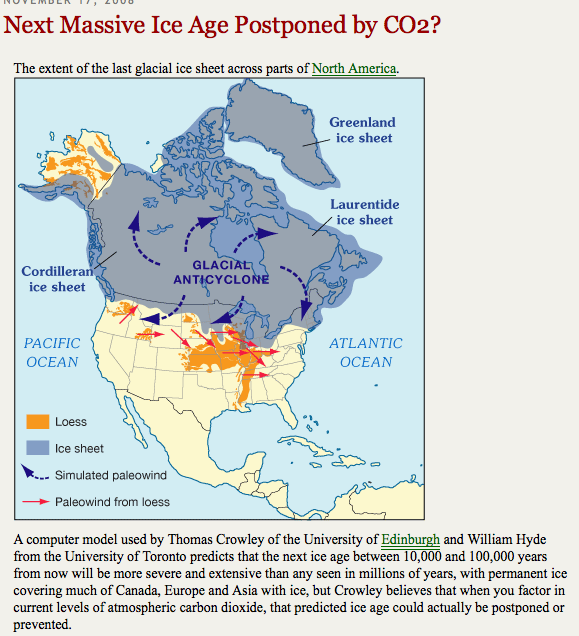 NOVEMBER 17, 2008
Next Massive Ice Age Postponed by CO2?
The extent of the last glacial ice sheet across parts of North America.
Greenland
ice sheet
Laurentide
ice sheet
GLACIAL
ANTICYCLONE
Cordilleran
ice sheet
PACIFIC
OCEAN
ATLANTIC
OCEAN
Loess
Ice sheet
Simulated paleowind
Paleowind from loess
A computer model used by Thomas Crowley of the University of Edinburgh and William Hyde
from the University of Toronto predicts that the next ice age between 10,000 and 100,000 years
from now will be more severe and extensive than any seen in millions of years, with permanent ice
covering much of Canada, Europe and Asia with ice, but Crowley believes that when you factor in
current levels of atmospheric carbon dioxide, that predicted ice age could actually be postponed or
prevented.